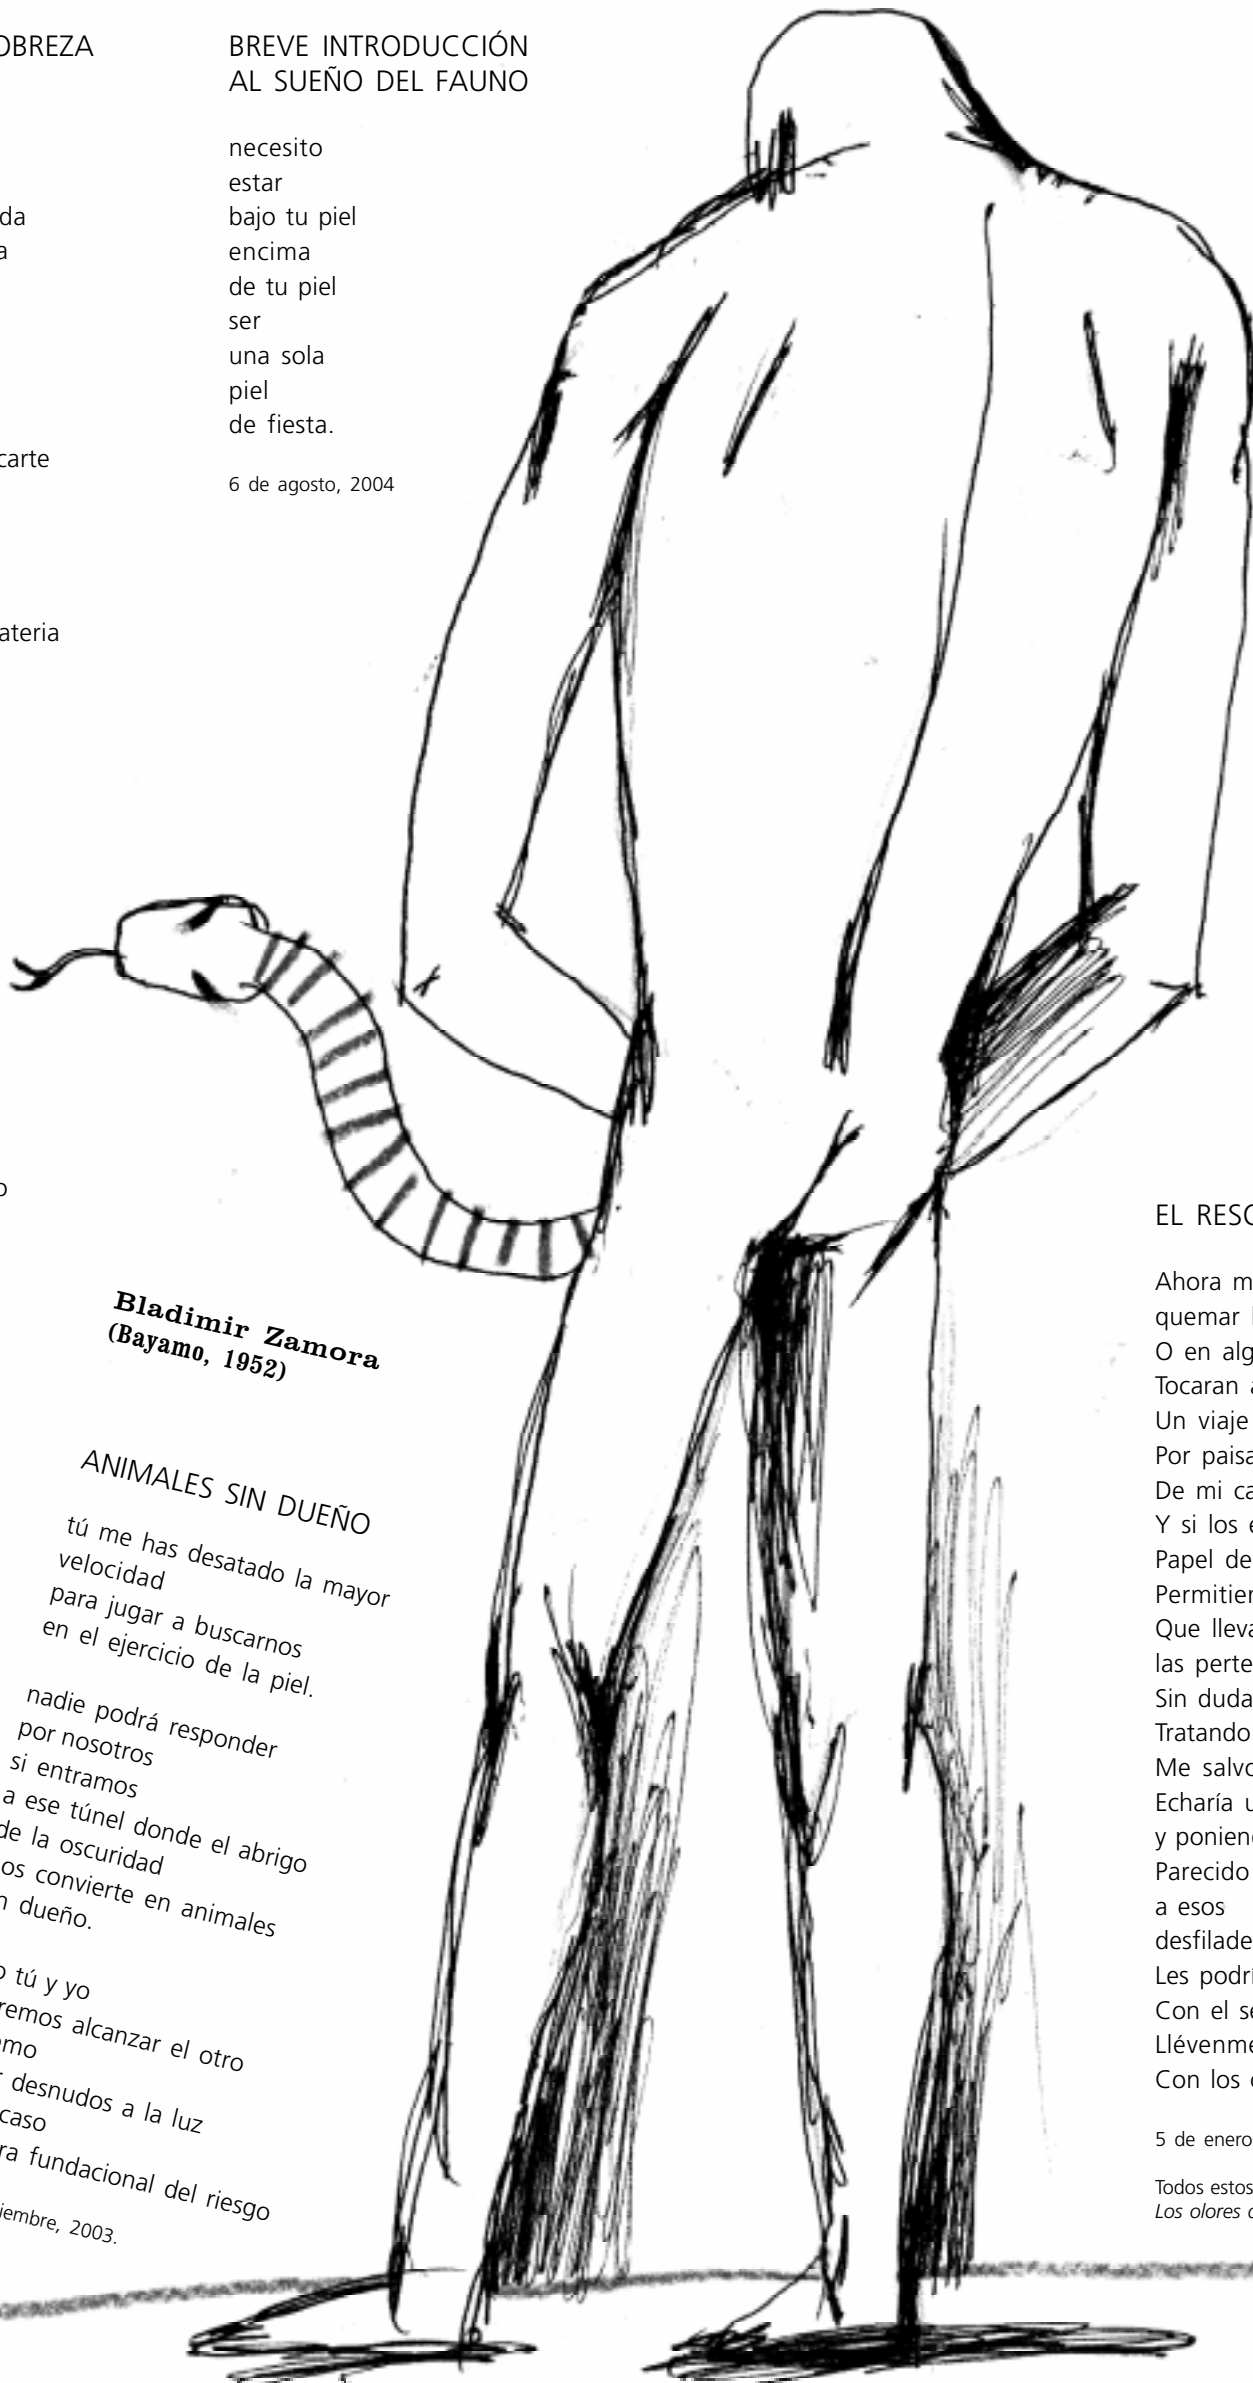 OBREZA
da
a
carte
ateria
o
BREVE INTRODUCCIÓN
AL SUEÑO DEL FAUNO
necesito
estar
bajo tu piel
encima
de tu piel
ser
una sola
piel
de fiesta.
6 de agosto, 2004
Bladimir Zamora
(Bayamo, 1952)
ANIMALES SIN DUEÑO
tú me has desatado la mayor
velocidad
para jugar a buscarnos
en el ejercicio de la piel.
nadie podrá responder
por nosotros
si entramos
a ese túnel donde el abrigo
de la oscuridad
os convierte en animales
n dueño.
o tú y yo
remos alcanzar el otro
emo
r desnudos a la luz
caso
ra fundacional del riesgo
iembre, 2003.
EL RESC
Ahora m
quemar l
O en alg
Tocaran a
Un viaje
Por paisa
De mi ca
Y si los e
Papel de
Permitier
Que lleva
las perte
Sin duda
Tratando
Me salvo
Echaría u
y poniend
Parecido
a esos
desfilade
Les podrí
Con el se
Llévenme
Con los o
5 de enero
Todos estos
Los olores d